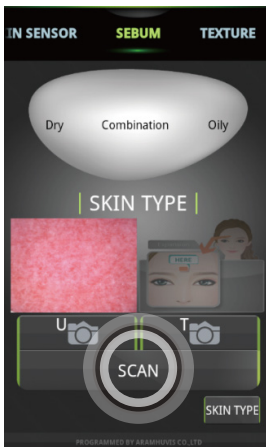 IN SENSOR SEBUM TEXTURE
Dry Combination Oily
| SKIN TYPE |
HERE
U T
SCAN
SKIN TYPE
PROGRAMMED BY ARAMHUVIS CO.,LTD